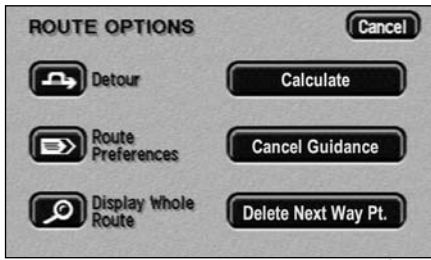 ROUTE OPTIONS
Cancel
Detour
Calculate
Route
Preferences
Cancel Guidance
Display Whole
Route
Delete Next Way Pt.